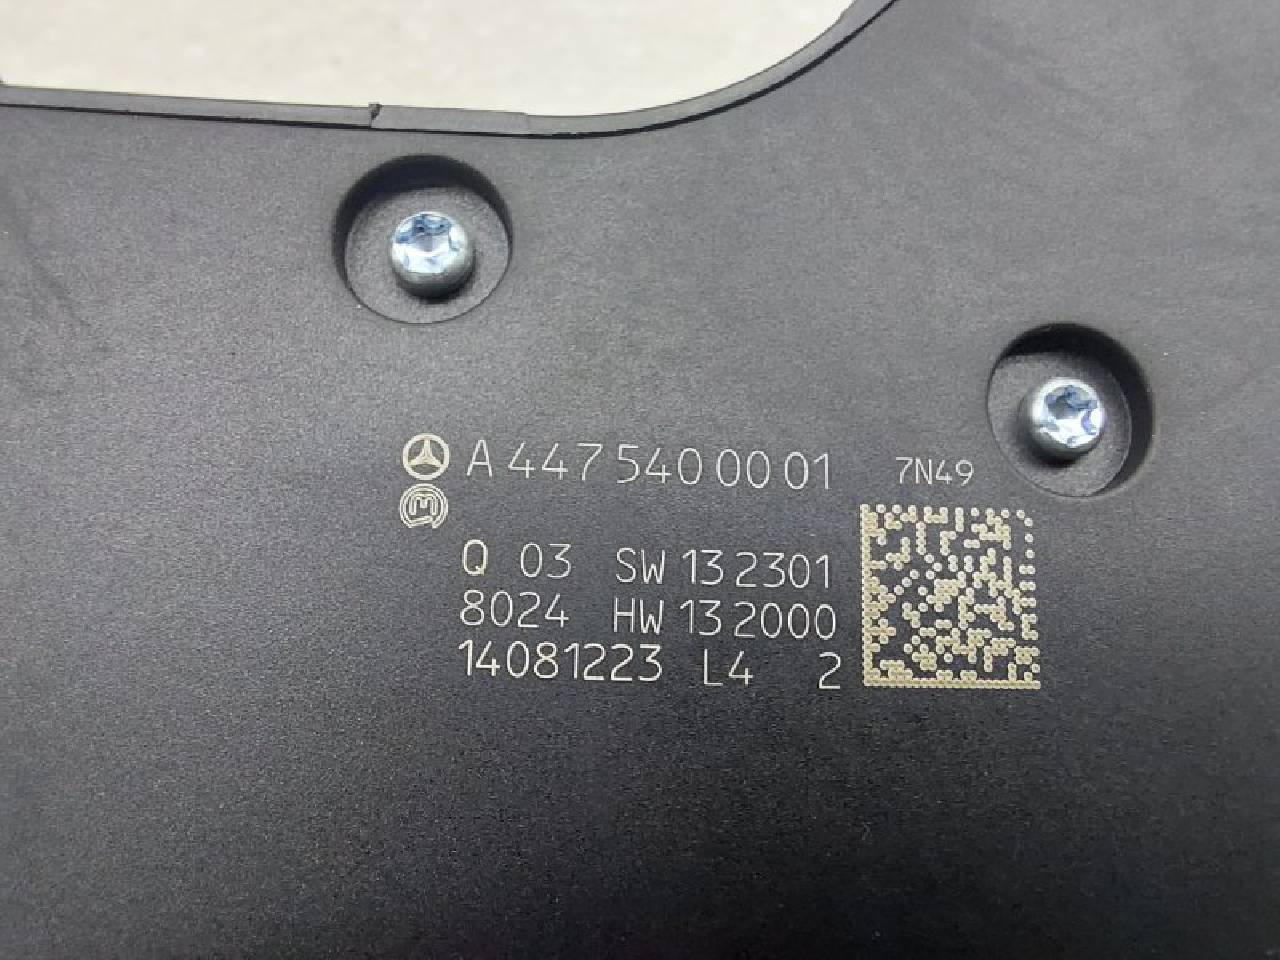 A 447 540 00 01 7N49
Q 03 SW 13 2301
8024 HW 13 2000
14081223 L4 2